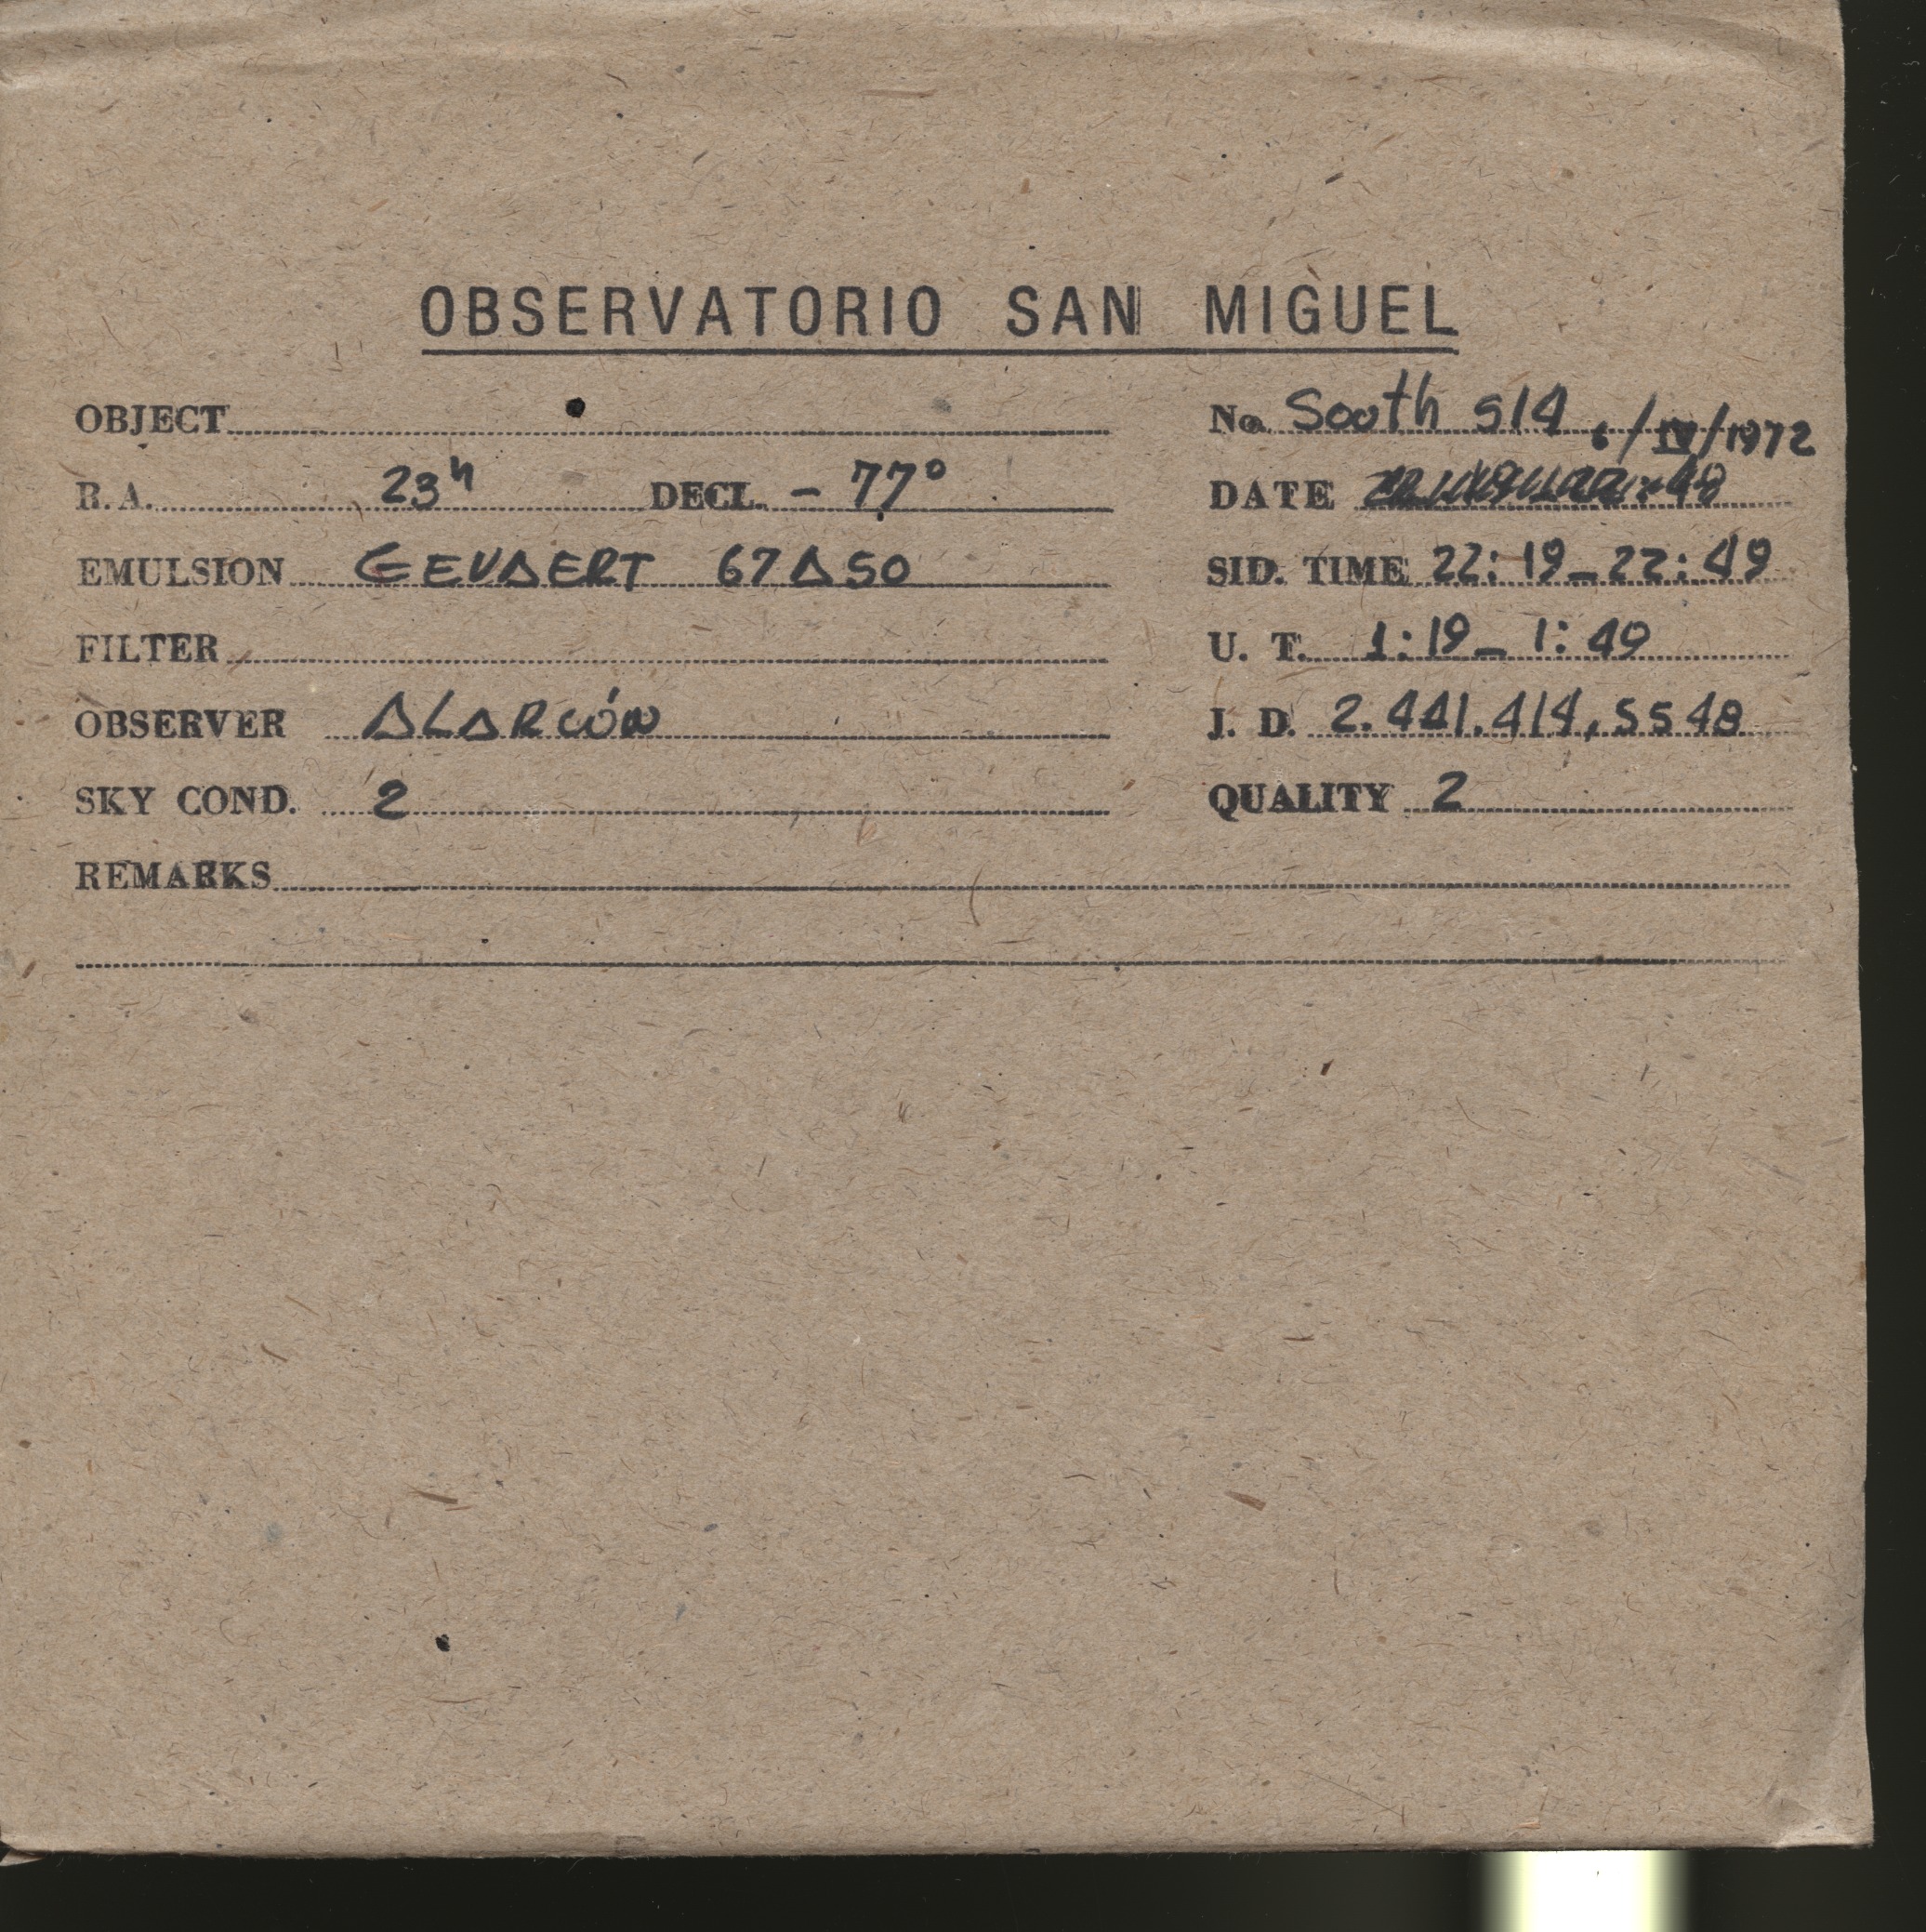 OBSERVATORIO SAN MIGUEL
OBJECT
No. South 514
R.A. 23h DECL. - 77°
6/IV/1972
DATE
EMULSION GEVAERT 67A50
SID. TIME 22:19-22:49
FILTER
U. T. 1:19-1:49
OBSERVER ALARCÓN
J. D. 2.441.414,5548
SKY COND. 2
QUALITY 2
REMARKS